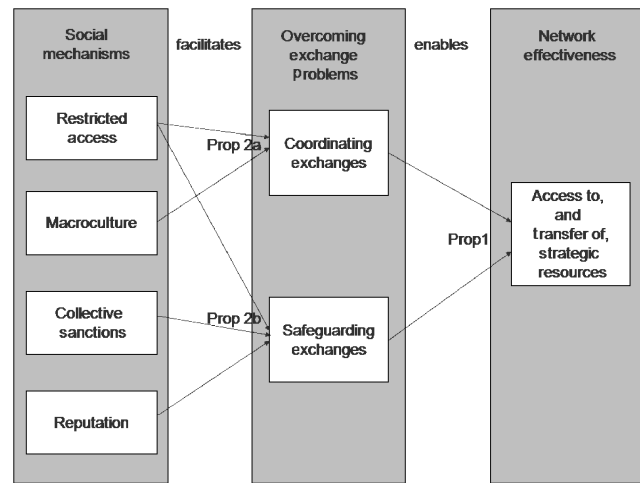 Social
mechanisms
facilitates
Overcoming
exchange
problems
enables
Network
effectiveness
Restricted
access
Prop 2a
Coordinating
exchanges
Macroculture
Access to,
and
transfer of,
strategic
resources
Prop1
Collective
sanctions
Prop 2b
Safeguarding
exchanges
Reputation